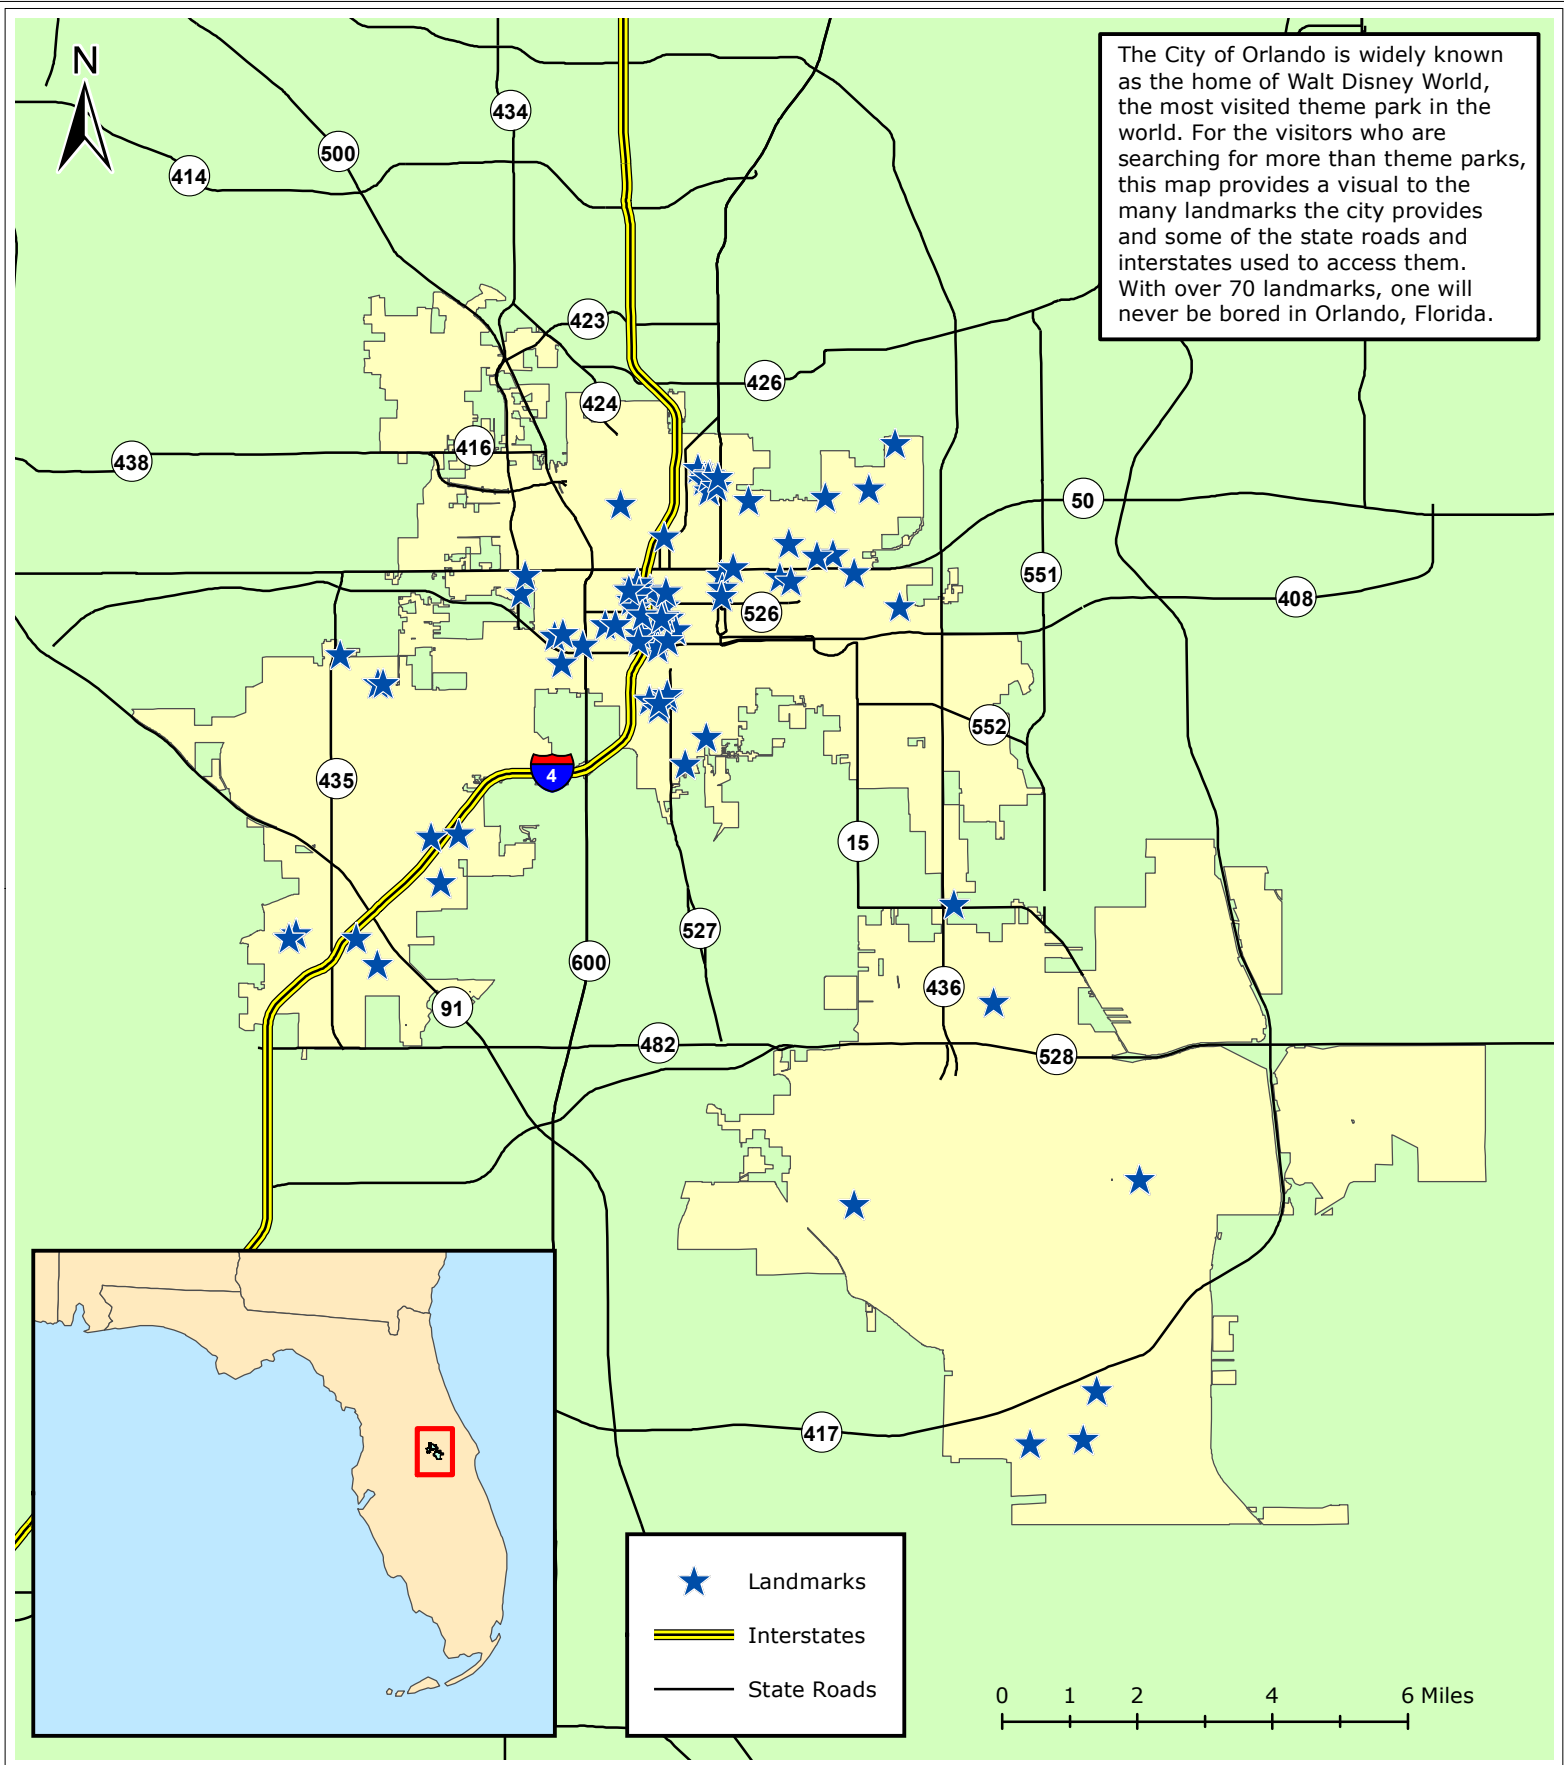 The City of Orlando is widely known
as the home of Walt Disney World,
the most visited theme park in the
world. For the visitors who are
searching for more than theme parks,
this map provides a visual to the
many landmarks the city provides
and some of the state roads and
interstates used to access them.
With over 70 landmarks, one will
never be bored in Orlando, Florida.
N
434
500
414
423
426
424
416
438
50
551
408
526
552
435
4
15
527
600
436
91
482
528
417
Landmarks
Interstates
State Roads
0 1 2 4 6 Miles